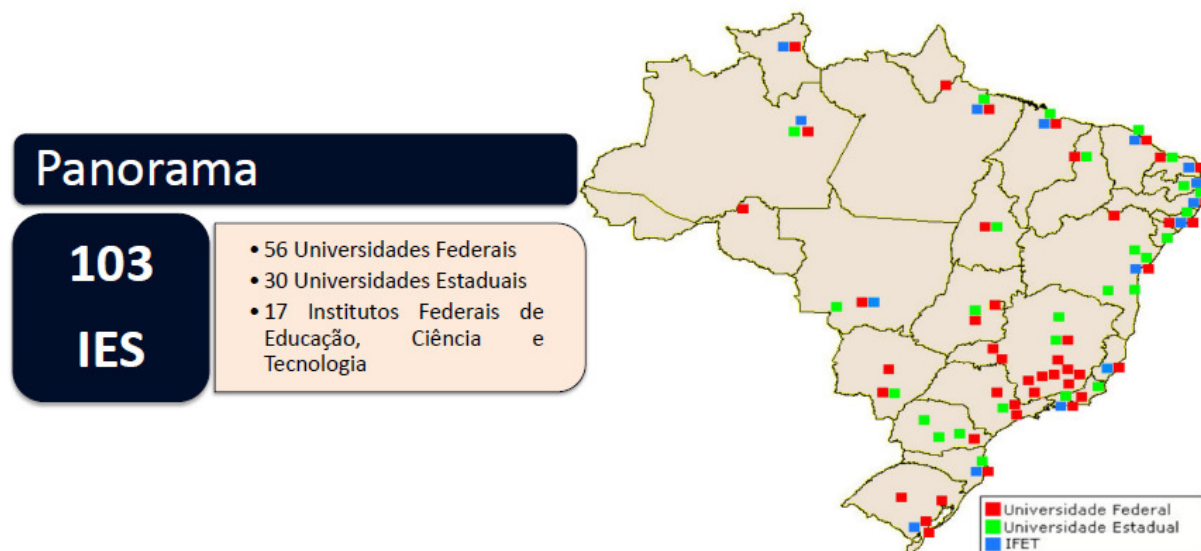 Panorama
103
IES
• 56 Universidades Federais
• 30 Universidades Estaduais
• 17 Institutos Federais de
Educação, Ciência e
Tecnologia
Universidade Federal
Universidade Estadual
IFET